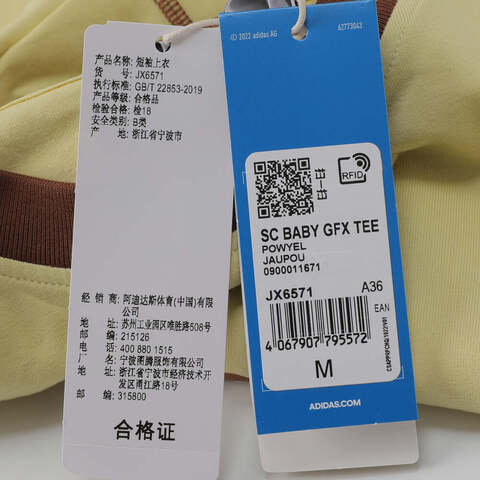 产品名称: 短袖上衣
货 号: JX6571
执行标准: GB/T 22853-2019
产品等级: 合格品
检验合格: 检18
安全类别: B类
产 地: 浙江省宁波市
经 销 商: 阿迪达斯体育(中国)有限公司
地 址: 苏州工业园区唯胜路508号
邮 编: 215126
电 话: 400 880 1515
厂 名: 宁波图腾服饰有限公司
地 址: 浙江省宁波市经济技术开发区凤洋一路18号
邮 编: 315800
合格证
© 2022 adidas AG
62773043
RFID
SC BABY GFX TEE
POWYEL
JAUPOU
0900011671
JX6571 A36
EAN
4 067907 795572
M
ADIDAS.COM